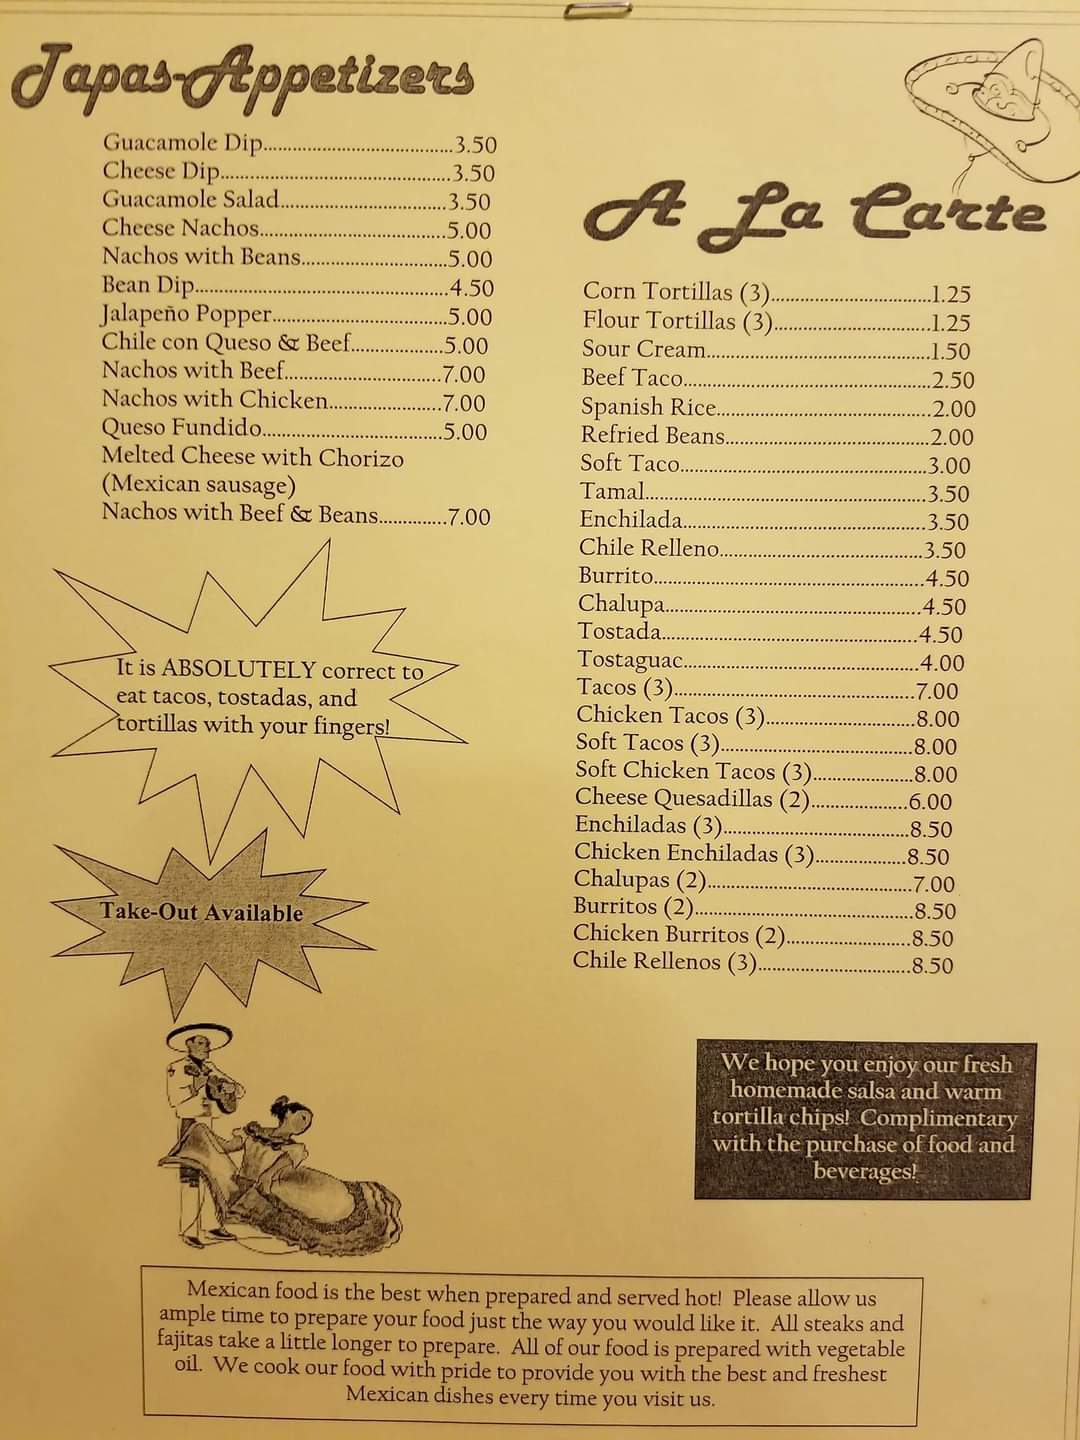 Tapas-Appetizers
Guacamole Dip....................................3.50
Cheese Dip............................................3.50
Guacamole Salad................................3.50
Cheese Nachos....................................5.00
Nachos with Beans............................5.00
Bean Dip.................................................4.50
Jalapeño Popper..................................5.00
Chile con Queso & Beef..................5.00
Nachos with Beef..............................7.00
Nachos with Chicken......................7.00
Queso Fundido...................................5.00
Melted Cheese with Chorizo
(Mexican sausage)
Nachos with Beef & Beans.............7.00
It is ABSOLUTELY correct to
eat tacos, tostadas, and
tortillas with your fingers!
Take-Out Available
A La Carte
Corn Tortillas (3)...............................1.25
Flour Tortillas (3)..............................1.25
Sour Cream...........................................1.50
Beef Taco................................................2.50
Spanish Rice.........................................2.00
Refried Beans.......................................2.00
Soft Taco................................................3.00
Tamal......................................................3.50
Enchilada...............................................3.50
Chile Relleno.......................................3.50
Burrito....................................................4.50
Chalupa.................................................4.50
Tostada.................................................4.50
Tostaguac.............................................4.00
Tacos (3)..............................................7.00
Chicken Tacos (3).............................8.00
Soft Tacos (3).....................................8.00
Soft Chicken Tacos (3)...................8.00
Cheese Quesadillas (2)..................6.00
Enchiladas (3)...................................8.50
Chicken Enchiladas (3).................8.50
Chalupas (2).......................................7.00
Burritos (2)..........................................8.50
Chicken Burritos (2)........................8.50
Chile Rellenos (3).............................8.50
We hope you enjoy our fresh
homemade salsa and warm
tortilla chips! Complimentary
with the purchase of food and
beverages!
Mexican food is the best when prepared and served hot! Please allow us
ample time to prepare your food just the way you would like it. All steaks and
fajitas take a little longer to prepare. All of our food is prepared with vegetable
oil. We cook our food with pride to provide you with the best and freshest
Mexican dishes every time you visit us.